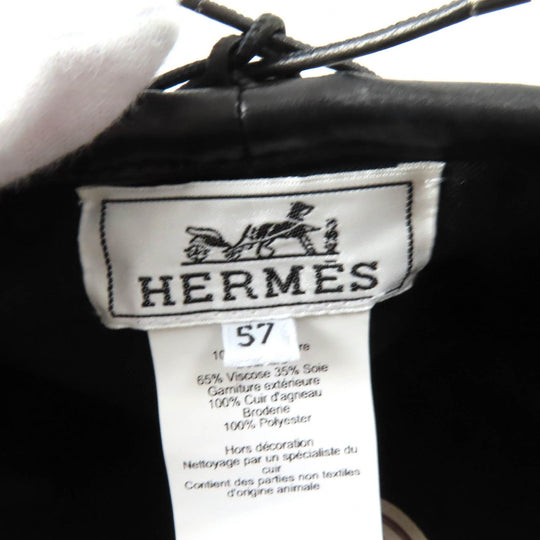 HERMÈS
57
65% Viscose 35% Soie
Garniture extérieure
100% Cuir d'agneau
Broderie
100% Polyester
Hors décoration
Nettoyage par un spécialiste du
cuir
Contient des parties non textiles
d'origine animale